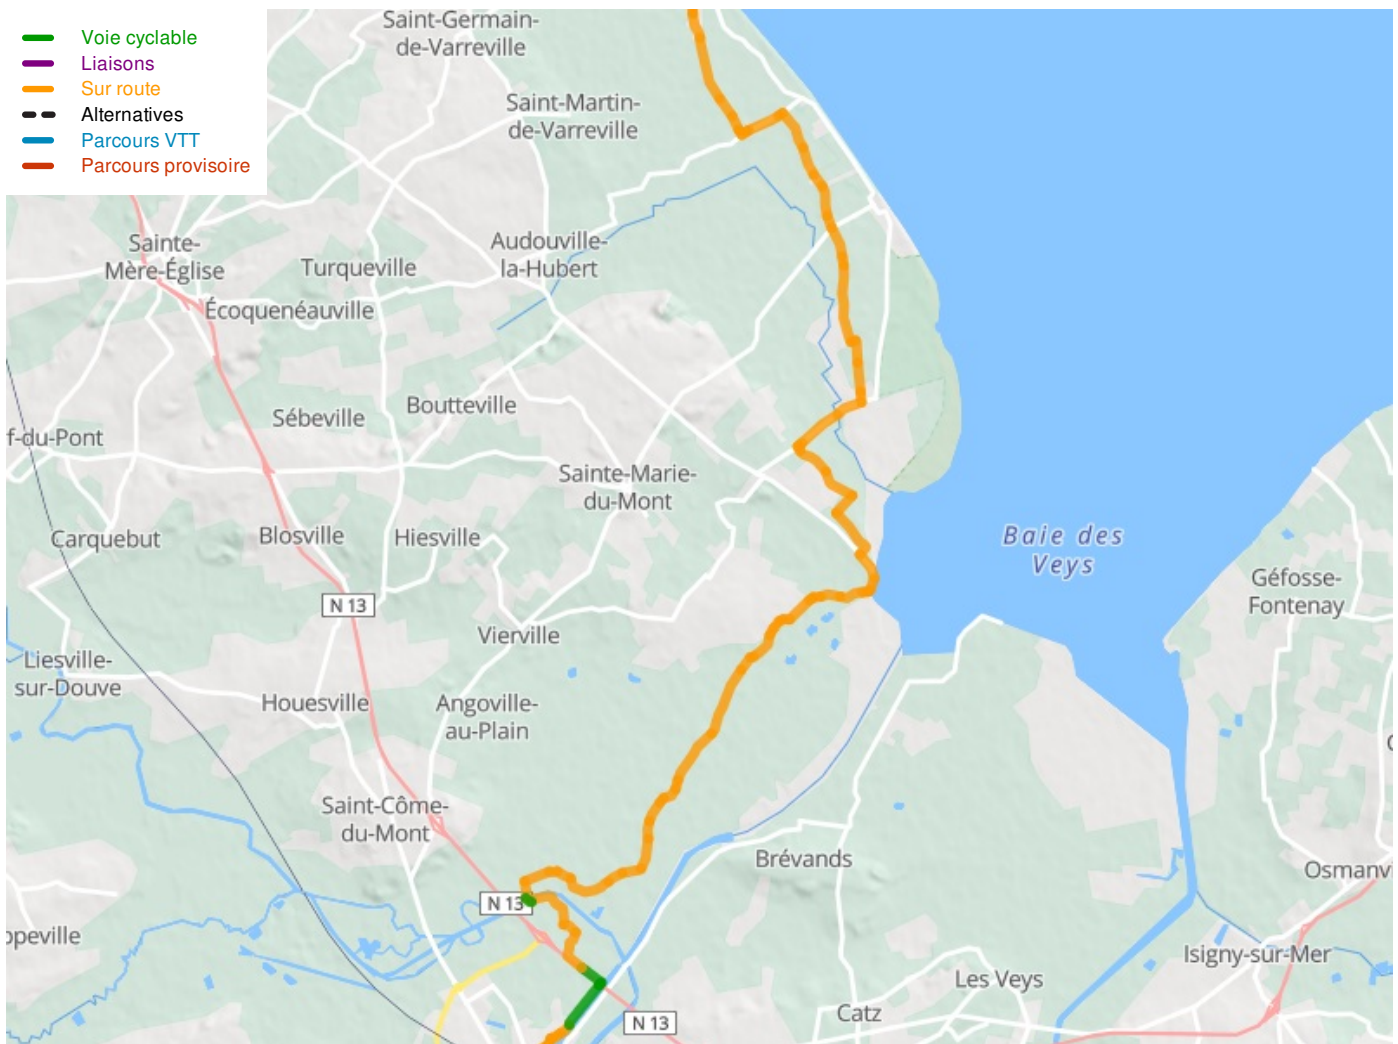 Voie cyclable
Liaisons
Sur route
Alternatives
Parcours VTT
Parcours provisoire
Saint-Germain-
de-Varreville
Saint-Martin-
de-Varreville
Sainte-
Mère-Église
Turqueville
Audouville-
la-Hubert
Écoquenéauville
Sébeville
Boutteville
f-du-Pont
Sainte-Marie-
du-Mont
Carquebut
Blosville
Hiesville
Baie des
Veys
Géfosse-
Fontenay
N 13
Vierville
Liesville-
sur-Douve
Houesville
Angoville-
au-Plain
Saint-Côme-
du-Mont
Brévands
Osmanvi
N 13
ppeville
Isigny-sur-Mer
Les Veys
Catz
N 13